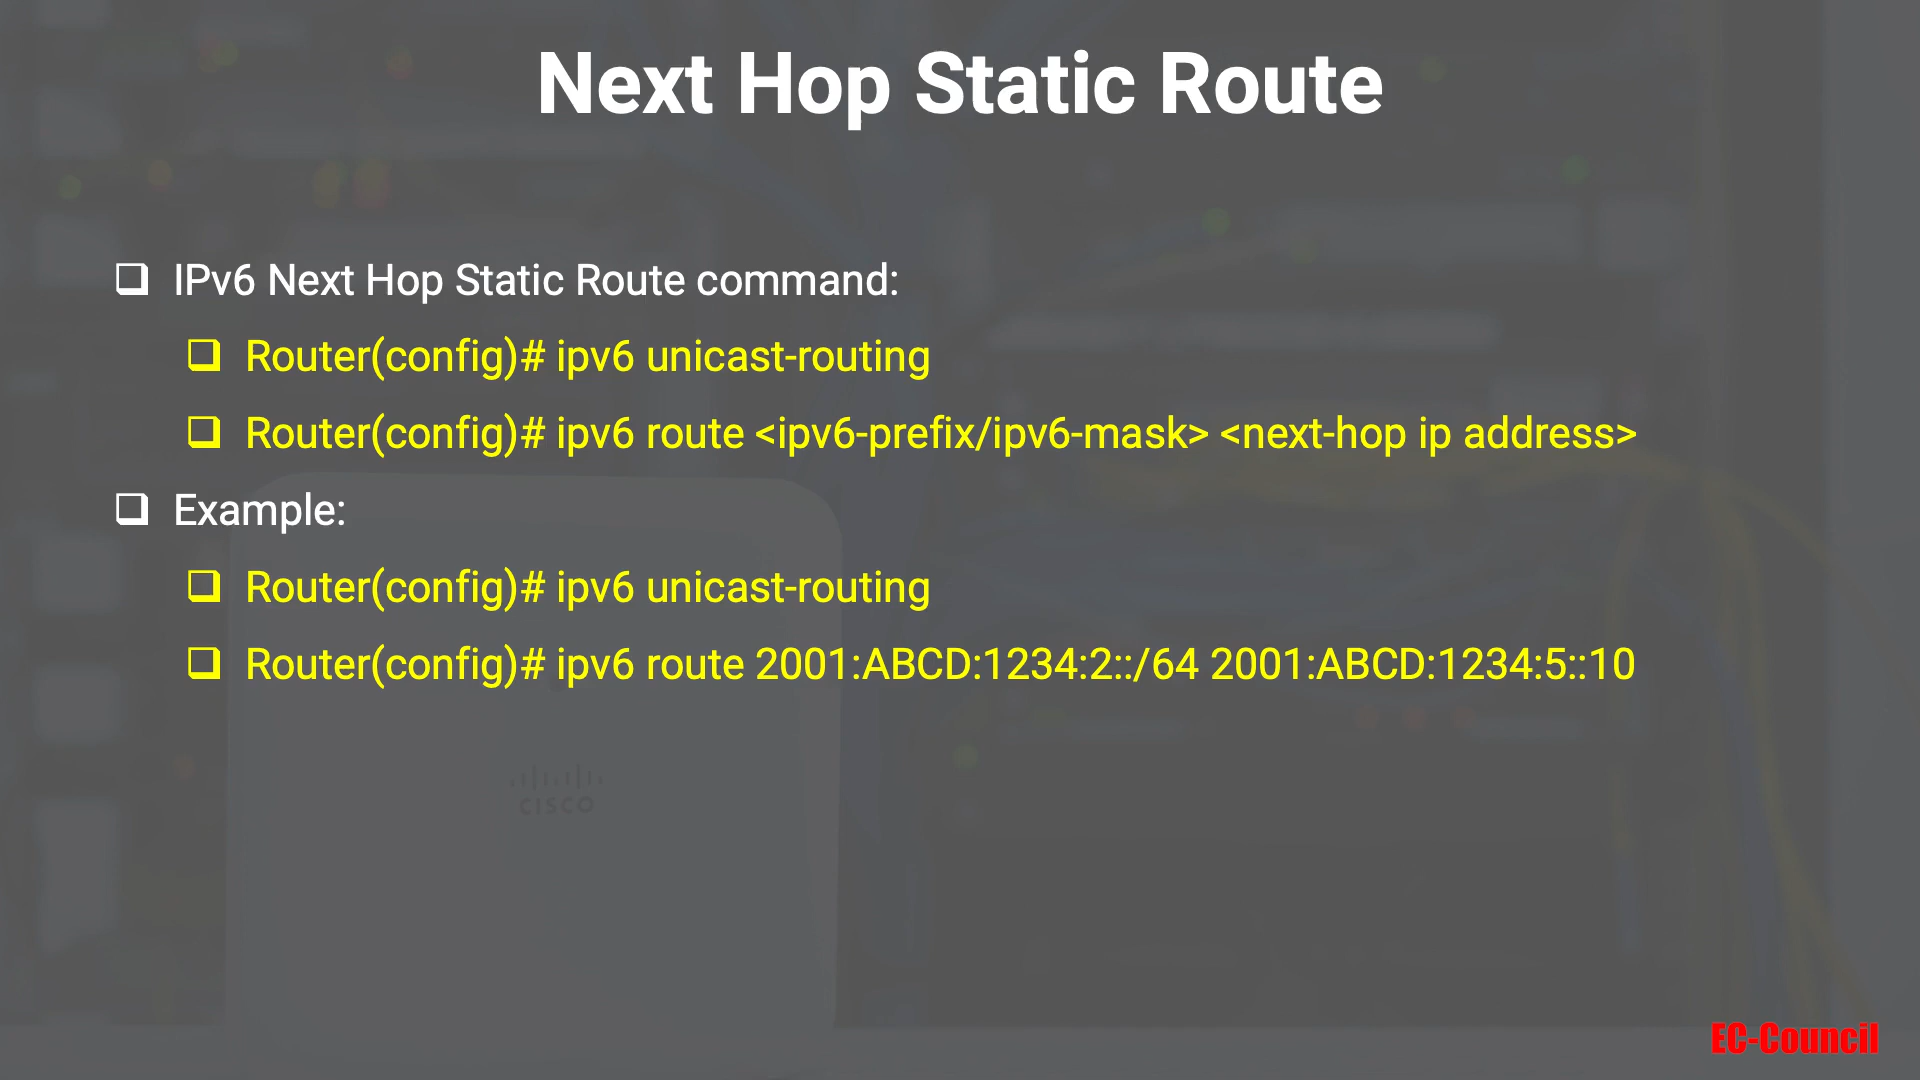 Next Hop Static Route
IPv6 Next Hop Static Route command:
Router(config)# ipv6 unicast-routing
Router(config)# ipv6 route <ipv6-prefix/ipv6-mask> <next-hop ip address>
Example:
Router(config)# ipv6 unicast-routing
Router(config)# ipv6 route 2001:ABCD:1234:2::/64 2001:ABCD:1234:5::10
CISCO
EC-Council